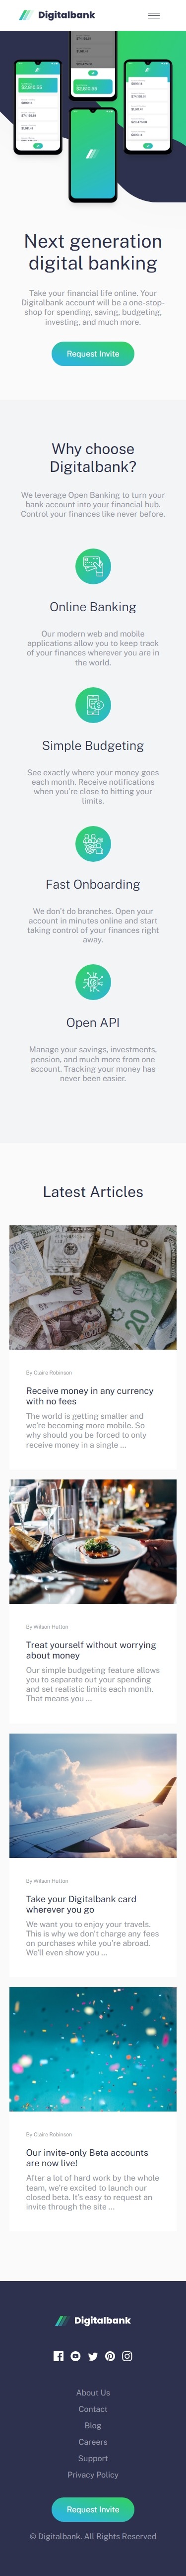 Digitalbank
Next generation
digital banking
Take your financial life online. Your
Digitalbank account will be a one-stop-
shop for spending, saving, budgeting,
investing, and much more.
Request Invite
Why choose
Digitalbank?
We leverage Open Banking to turn your
bank account into your financial hub.
Control your finances like never before.
Online Banking
Our modern web and mobile
applications allow you to keep track
of your finances wherever you are in
the world.
Simple Budgeting
See exactly where your money goes
each month. Receive notifications
when you're close to hitting your
limits.
Fast Onboarding
We don't do branches. Open your
account in minutes online and start
taking control of your finances right
away.
Open API
Manage your savings, investments,
pension, and much more from one
account. Tracking your money has
never been easier.
Latest Articles
By Claire Robinson
Receive money in any currency
with no fees
The world is getting smaller and
we're becoming more mobile. So
why should you be forced to only
receive money in a single ...
By Wilson Hutton
Treat yourself without worrying
about money
Our simple budgeting feature allows
you to separate out your spending
and set realistic limits each month.
That means you ...
By Wilson Hutton
Take your Digitalbank card
wherever you go
We want you to enjoy your travels.
This is why we don't charge any fees
on purchases while you're abroad.
We'll even show you ...
By Claire Robinson
Our invite-only Beta accounts
are now live!
After a lot of hard work by the whole
team, we're excited to launch our
closed beta. It's easy to request an
invite through the site ...
Digitalbank
About Us
Contact
Blog
Careers
Support
Privacy Policy
Request Invite
© Digitalbank. All Rights Reserved